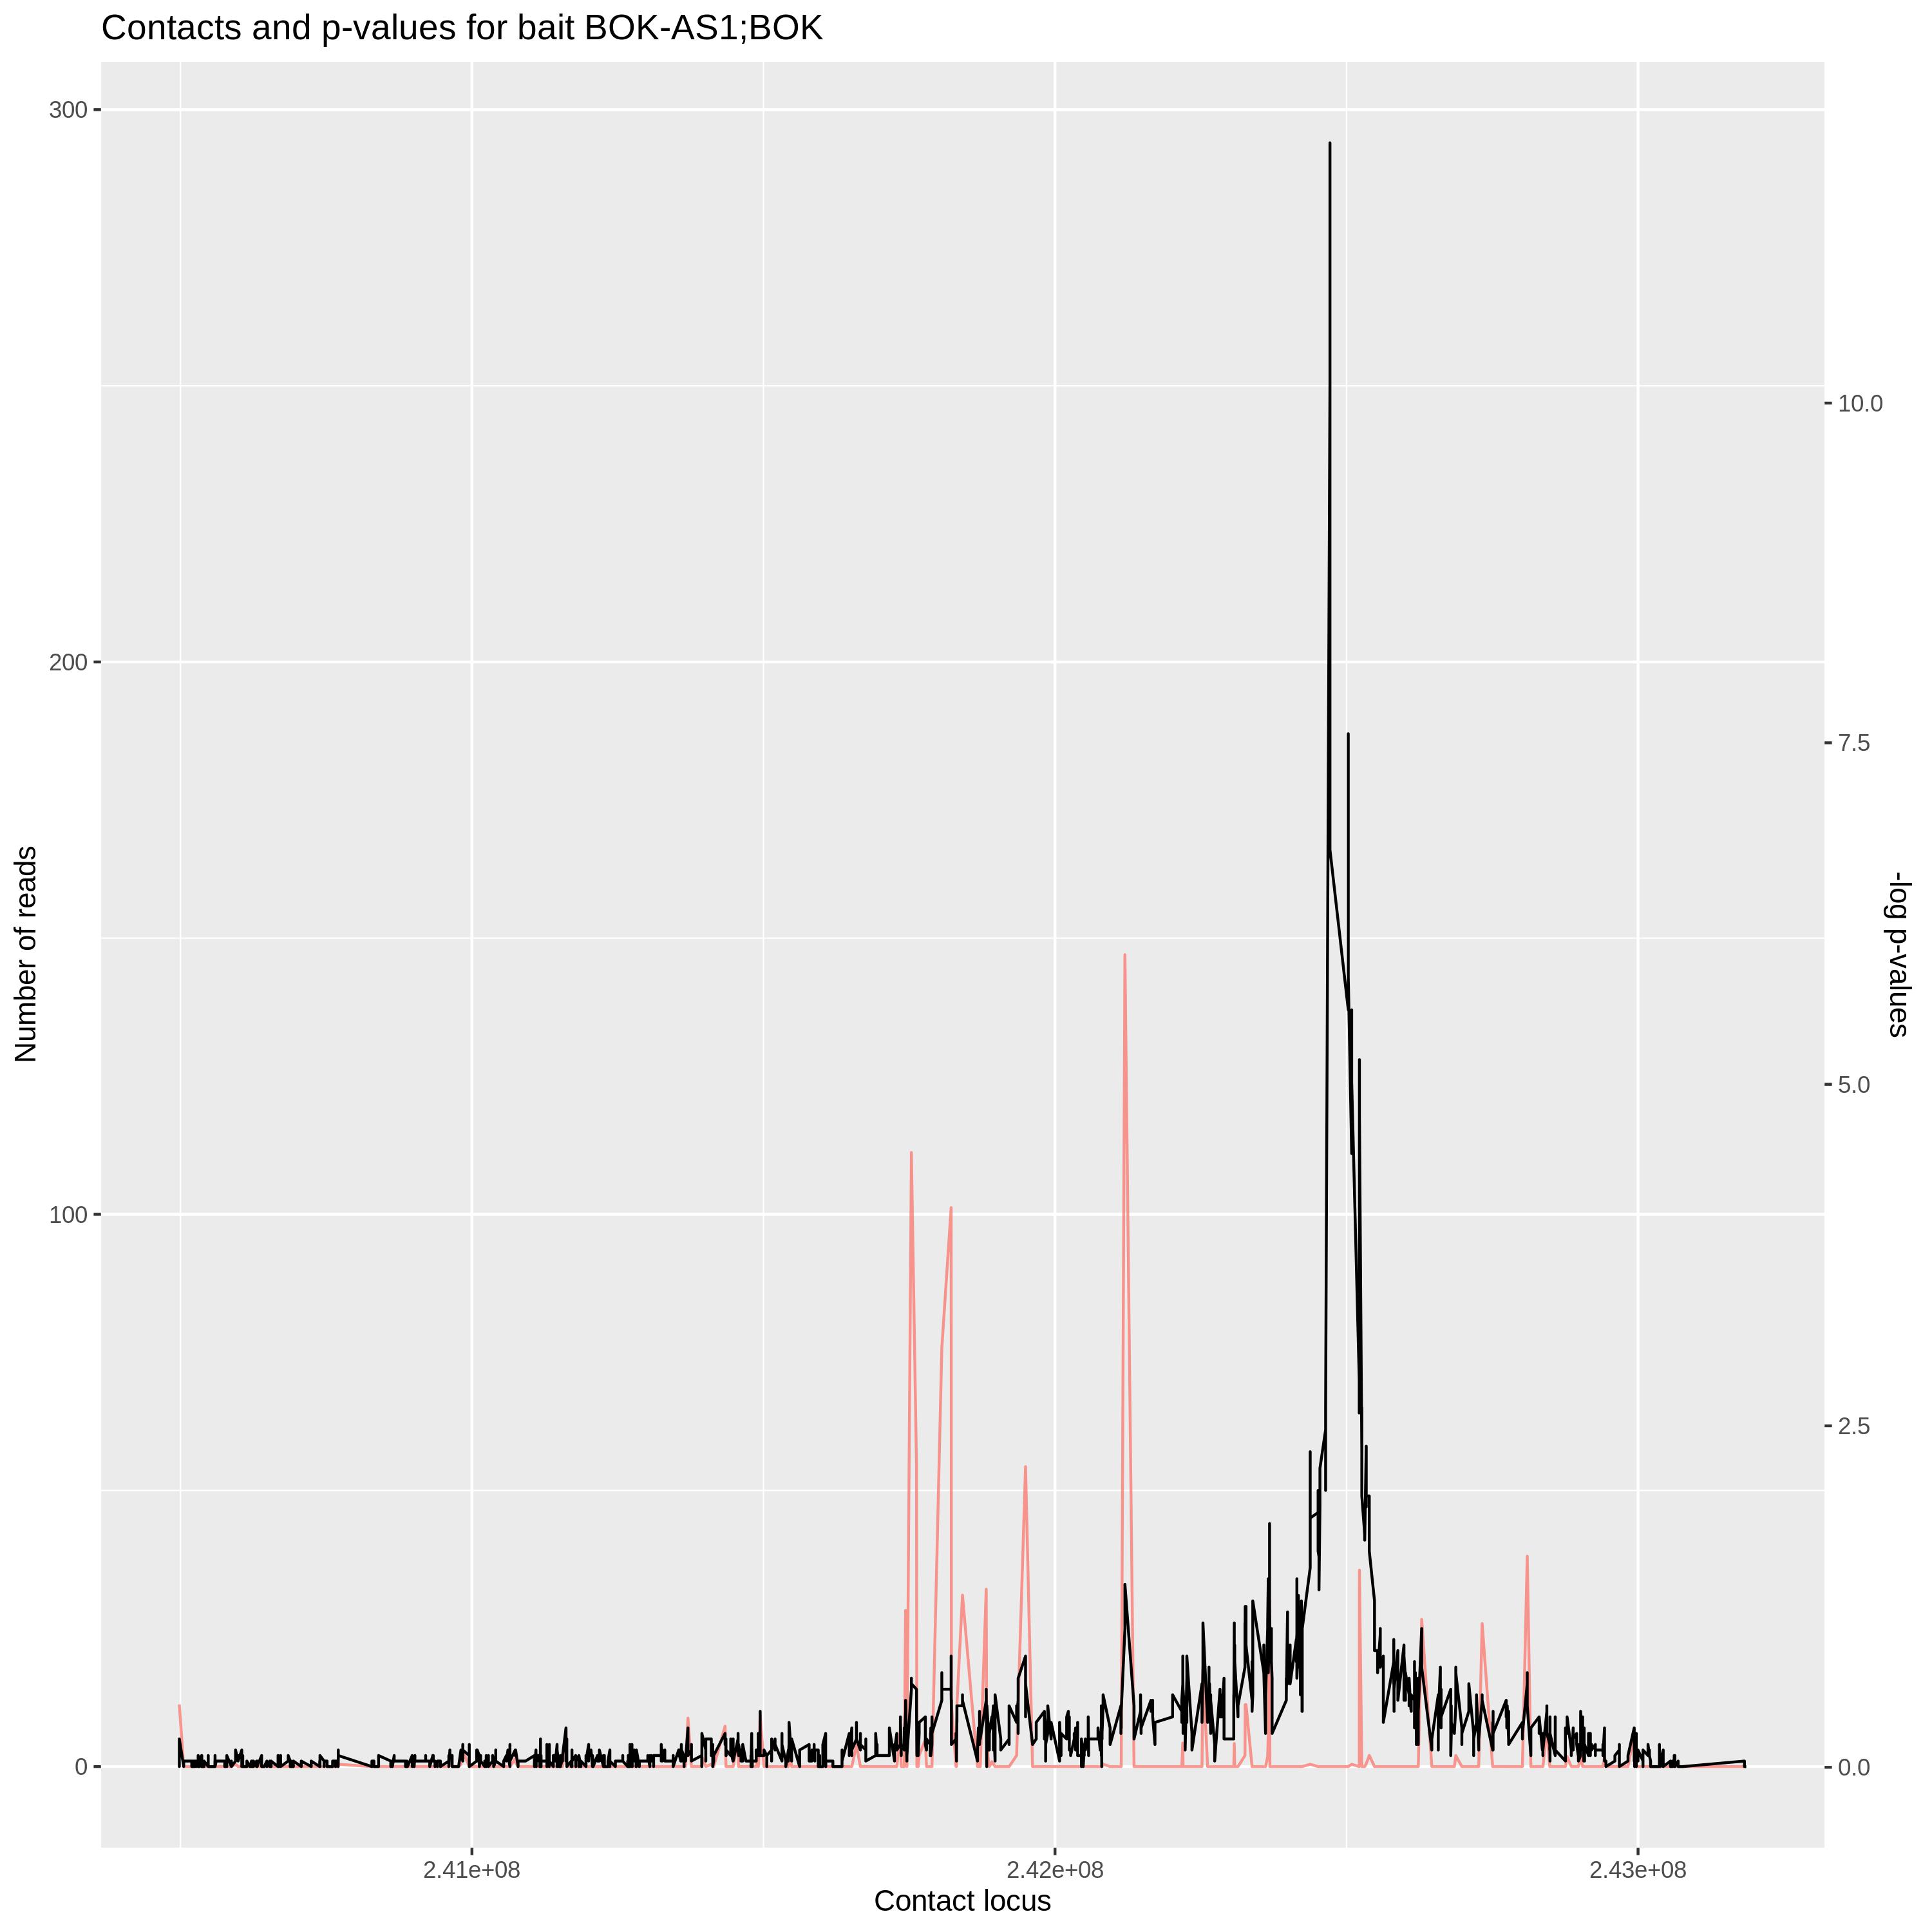 Contacts and p-values for bait BOK-AS1;BOK
300
200
100
0
Number of reads
10.0
7.5
5.0
2.5
0.0
-log p-values
2.41e+08
2.42e+08
2.43e+08
Contact locus